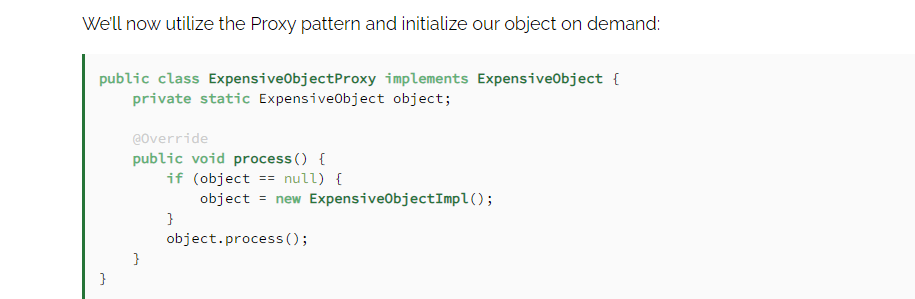 We'll now utilize the Proxy pattern and initialize our object on demand:
public class ExpensiveObjectProxy implements ExpensiveObject {
    private static ExpensiveObject object;

    @Override
    public void process() {
        if (object == null) {
            object = new ExpensiveObjectImpl();
        }
        object.process();
    }
}